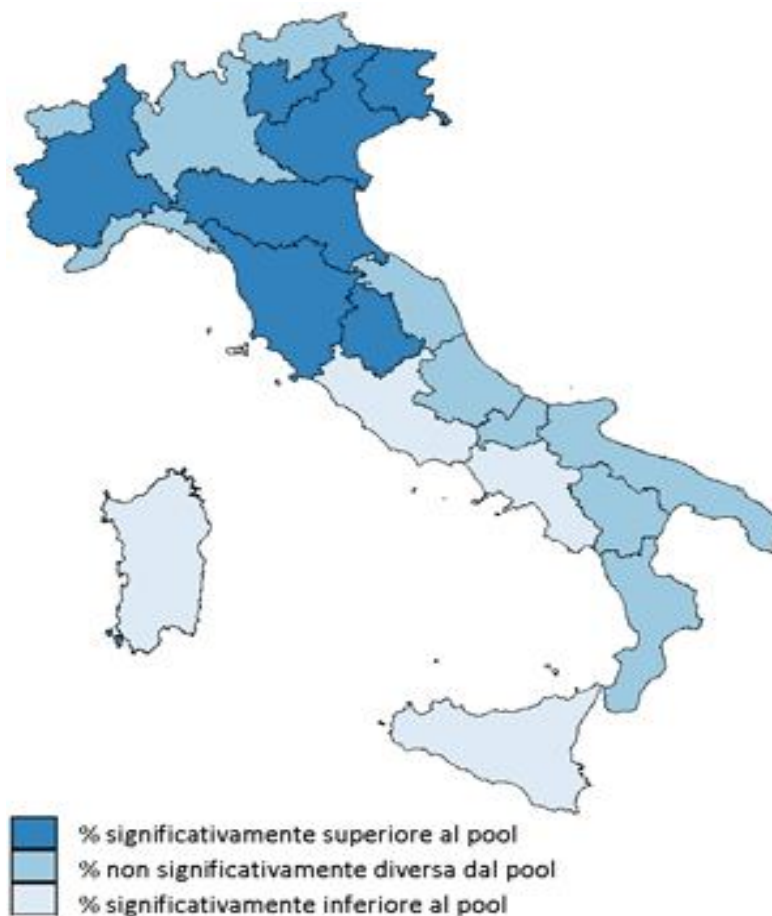 % significativamente superiore al pool
% non significativamente diversa dal pool
% significativamente inferiore al pool